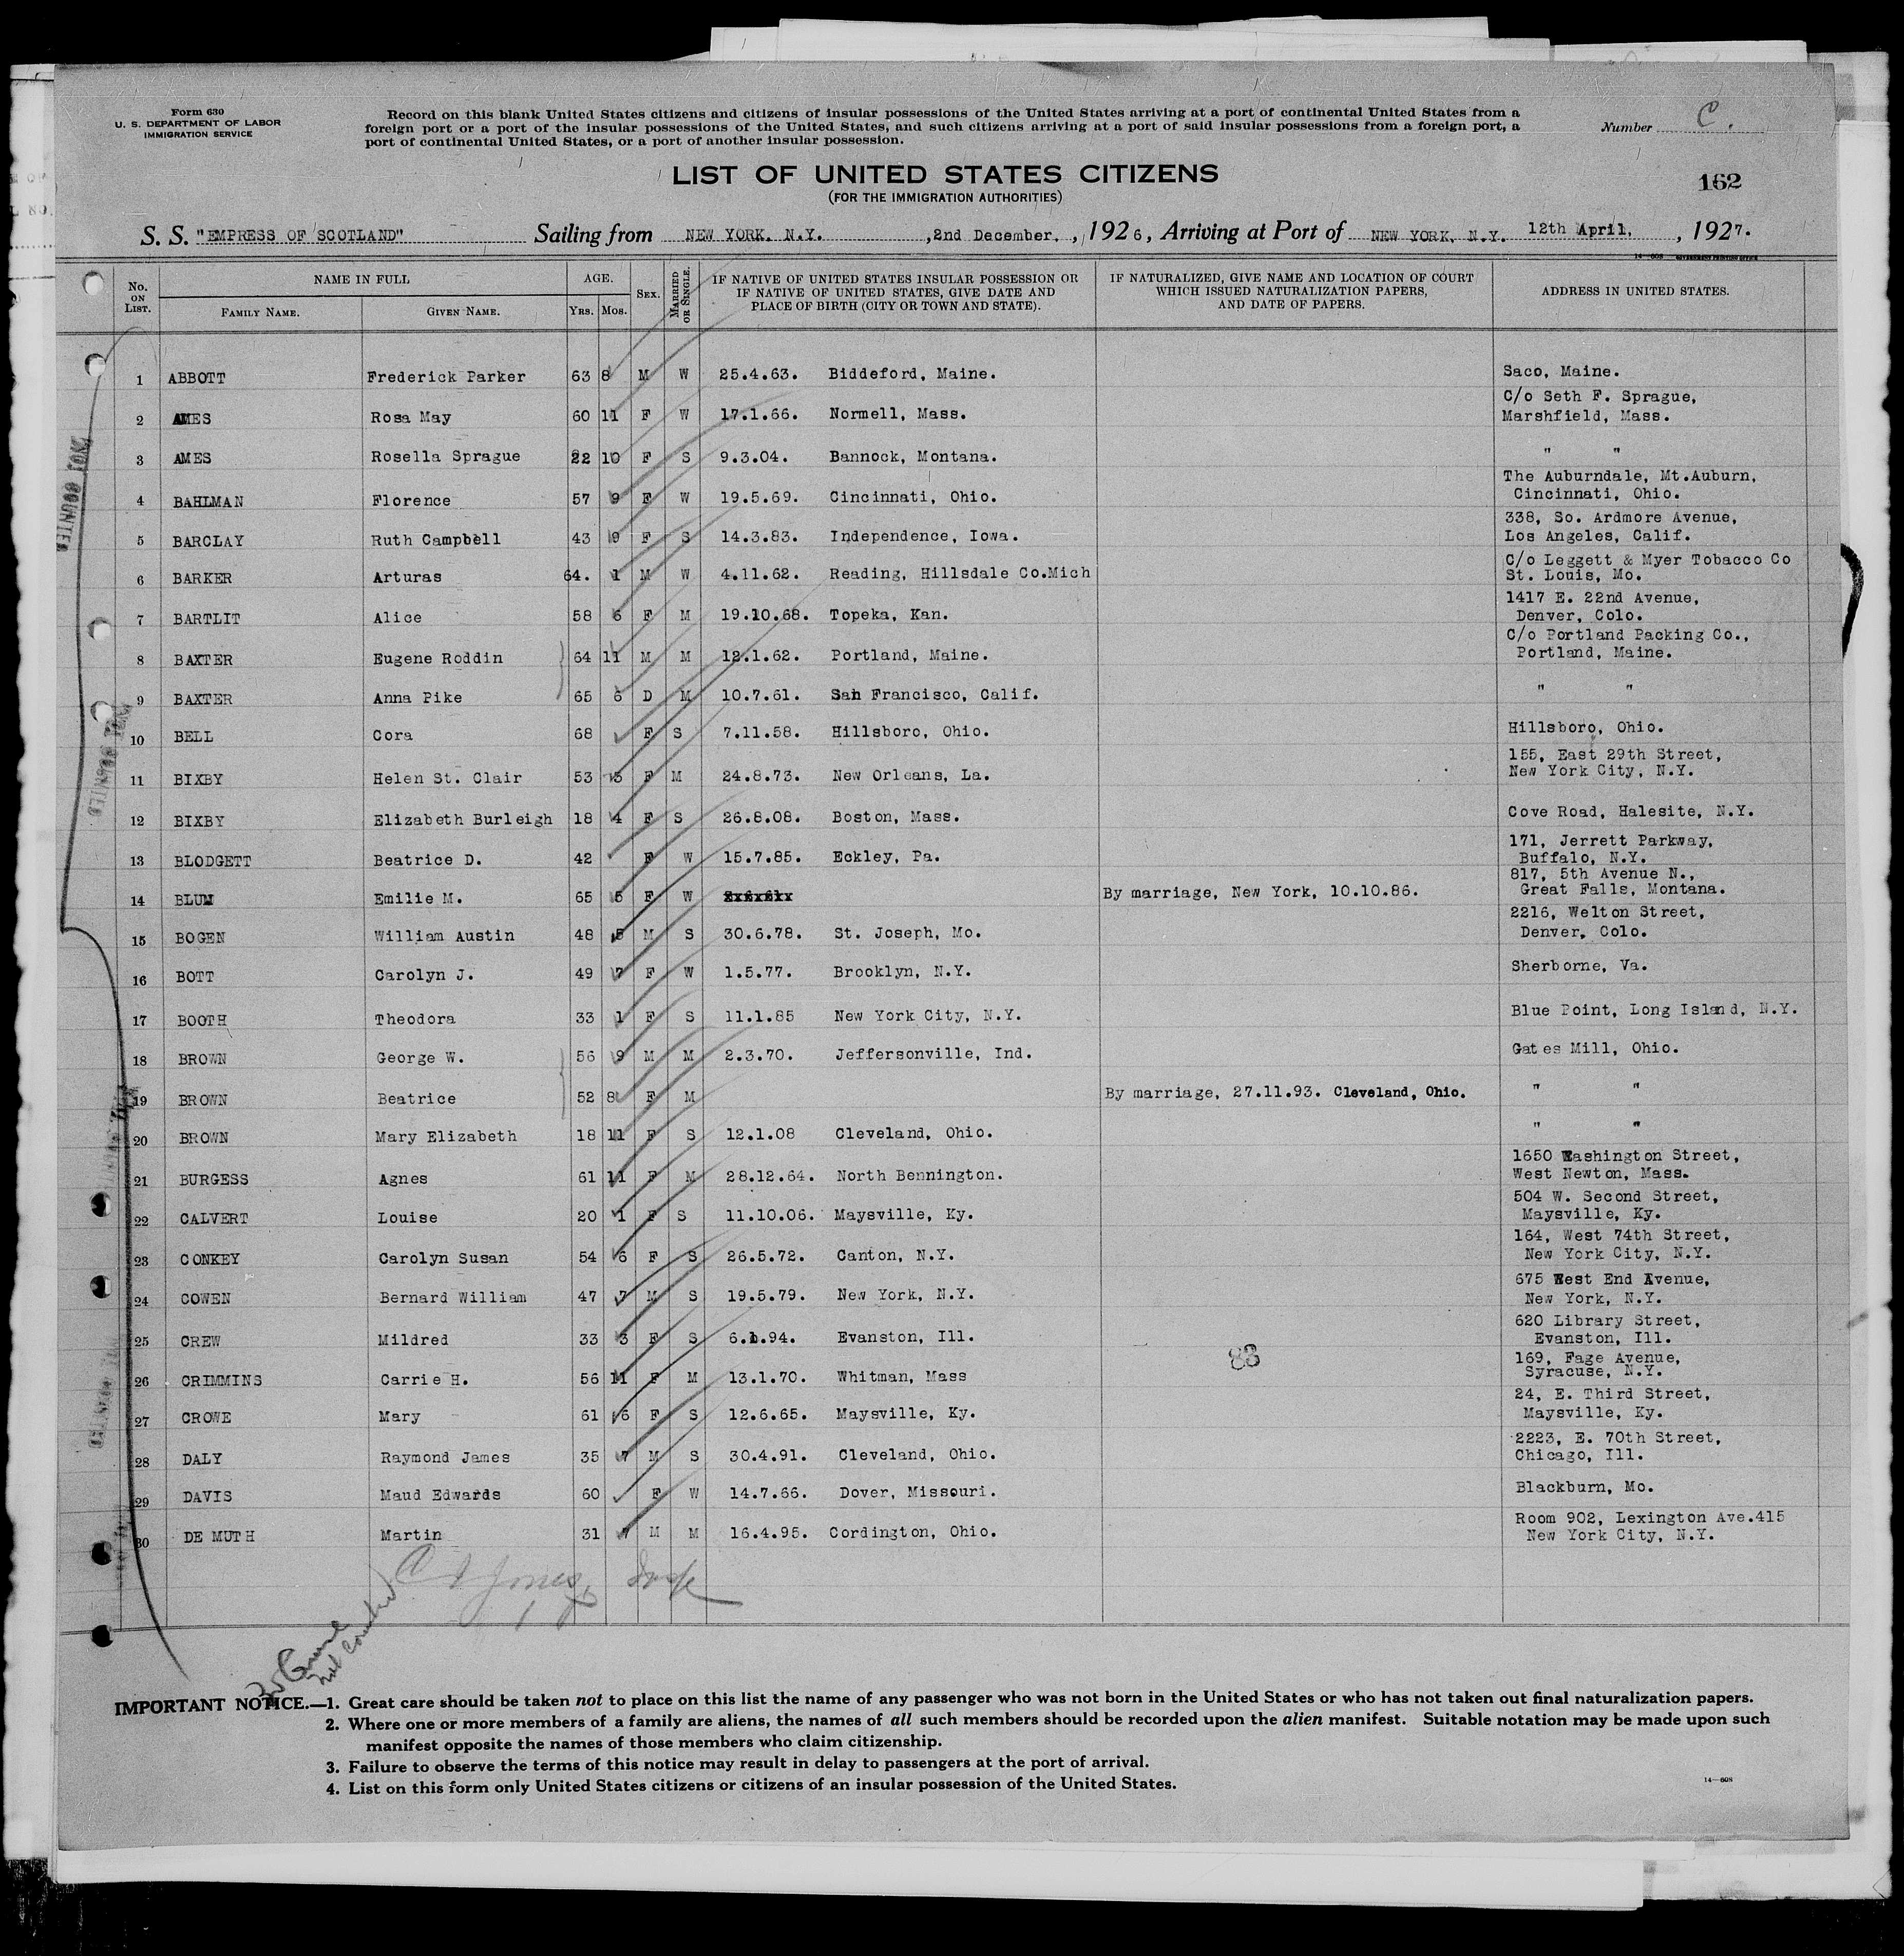 Form 630
U. S. DEPARTMENT OF LABOR
IMMIGRATION SERVICE
Record on this blank United States citizens and citizens of insular possessions of the United States arriving at a port of continental United States from a
foreign port or a port of the insular possessions of the United States, and such citizens arriving at a port of said insular possessions from a foreign port, a
port of continental United States, or a port of another insular possession.
Number C.
LIST OF UNITED STATES CITIZENS
(FOR THE IMMIGRATION AUTHORITIES)
162
S. S. "EMPRESS OF SCOTLAND" Sailing from NEW YORK. N.Y. , 2nd December. , 1926, Arriving at Port of NEW YORK, N.Y. 12th April, , 1927.
No. ON LIST. NAME IN FULL FAMILY NAME. GIVEN NAME. AGE. YRS. MOS. SEX. MARRIED OR SINGLE. IF NATIVE OF UNITED STATES INSULAR POSSESSION OR IF NATIVE OF UNITED STATES, GIVE DATE AND PLACE OF BIRTH (CITY OR TOWN AND STATE). IF NATURALIZED, GIVE NAME AND LOCATION OF COURT WHICH ISSUED NATURALIZATION PAPERS, AND DATE OF PAPERS. ADDRESS IN UNITED STATES.
1 ABBOTT Frederick Parker 63 8 M W 25.4.63. Biddeford, Maine. Saco, Maine.
2 AMES Rosa May 60 11 F W 17.1.66. Normell, Mass. C/o Seth F. Sprague, Marshfield, Mass.
3 AMES Rosella Sprague 22 10 F S 9.3.04. Bannock, Montana. " "
4 BAHLMAN Florence 57 9 F W 19.5.69. Cincinnati, Ohio. The Auburndale, Mt.Auburn, Cincinnati, Ohio.
5 BARCLAY Ruth Campbell 43 9 F S 14.3.83. Independence, Iowa. 338, So. Ardmore Avenue, Los Angeles, Calif.
6 BARKER Arturas 64. 1 M W 4.11.62. Reading, Hillsdale Co.Mich C/o Leggett & Myer Tobacco Co St. Louis, Mo.
7 BARTLIT Alice 58 6 F M 19.10.68. Topeka, Kan. 1417 E. 22nd Avenue, Denver, Colo.
8 BAXTER Eugene Roddin 64 11 M M 12.1.62. Portland, Maine. C/o Portland Packing Co., Portland, Maine.
9 BAXTER Anna Pike 65 6 D M 10.7.61. San Francisco, Calif. " "
10 BELL Cora 68 F S 7.11.58. Hillsboro, Ohio. Hillsboro, Ohio.
11 BIXBY Helen St. Clair 53 5 F M 24.8.73. New Orleans, La. 155, East 29th Street, New York City, N.Y.
12 BIXBY Elizabeth Burleigh 18 4 F S 26.8.08. Boston, Mass. Cove Road, Halesite, N.Y.
13 BLODGETT Beatrice D. 42 F W 15.7.85. Eckley, Pa. 171, Jerrett Parkway, Buffalo, N.Y.
14 BLUM Emilie M. 65 5 F W By marriage, New York, 10.10.86. 817, 5th Avenue N., Great Falls, Montana.
15 BOGEN William Austin 48 5 M S 30.6.78. St. Joseph, Mo. 2216, Welton Street, Denver, Colo.
16 BOTT Carolyn J. 49 7 F W 1.5.77. Brooklyn, N.Y. Sherborne, Va.
17 BOOTH Theodora 33 1 F S 11.1.85 New York City, N.Y. Blue Point, Long Island, N.Y.
18 BROWN George W. 56 9 M M 2.3.70. Jeffersonville, Ind. Gates Mill, Ohio.
19 BROWN Beatrice 52 8 F M By marriage, 27.11.93. Cleveland, Ohio. " "
20 BROWN Mary Elizabeth 18 11 F S 12.1.08 Cleveland, Ohio. " "
21 BURGESS Agnes 61 11 F M 28.12.64. North Bennington. 1650 Washington Street, West Newton, Mass.
22 CALVERT Louise 20 1 F S 11.10.06. Maysville, Ky. 504 W. Second Street, Maysville, Ky.
23 CONKEY Carolyn Susan 54 6 F S 26.5.72. Canton, N.Y. 164, West 74th Street, New York City, N.Y.
24 COWEN Bernard William 47 7 M S 19.5.79. New York, N.Y. 675 West End Avenue, New York, N.Y.
25 CREW Mildred 33 3 F S 6.1.94. Evanston, Ill. 620 Library Street, Evanston, Ill.
26 CRIMMINS Carrie H. 56 11 F M 13.1.70. Whitman, Mass 169, Fage Avenue, Syracuse, N.Y.
27 CROWE Mary 61 6 F S 12.6.65. Maysville, Ky. 24, E. Third Street, Maysville, Ky.
28 DALY Raymond James 35 7 M S 30.4.91. Cleveland, Ohio. 2223, E. 70th Street, Chicago, Ill.
29 DAVIS Maud Edwards 60 F W 14.7.66. Dover, Missouri. Blackburn, Mo.
30 DE MUTH Martin 31 7 M M 16.4.95. Cordington, Ohio. Room 902, Lexington Ave.415 New York City, N.Y.
83
Jones
IMPORTANT NOTICE.—1. Great care should be taken not to place on this list the name of any passenger who was not born in the United States or who has not taken out final naturalization papers.
2. Where one or more members of a family are aliens, the names of all such members should be recorded upon the alien manifest. Suitable notation may be made upon such
manifest opposite the names of those members who claim citizenship.
3. Failure to observe the terms of this notice may result in delay to passengers at the port of arrival.
4. List on this form only United States citizens or citizens of an insular possession of the United States.
14—608